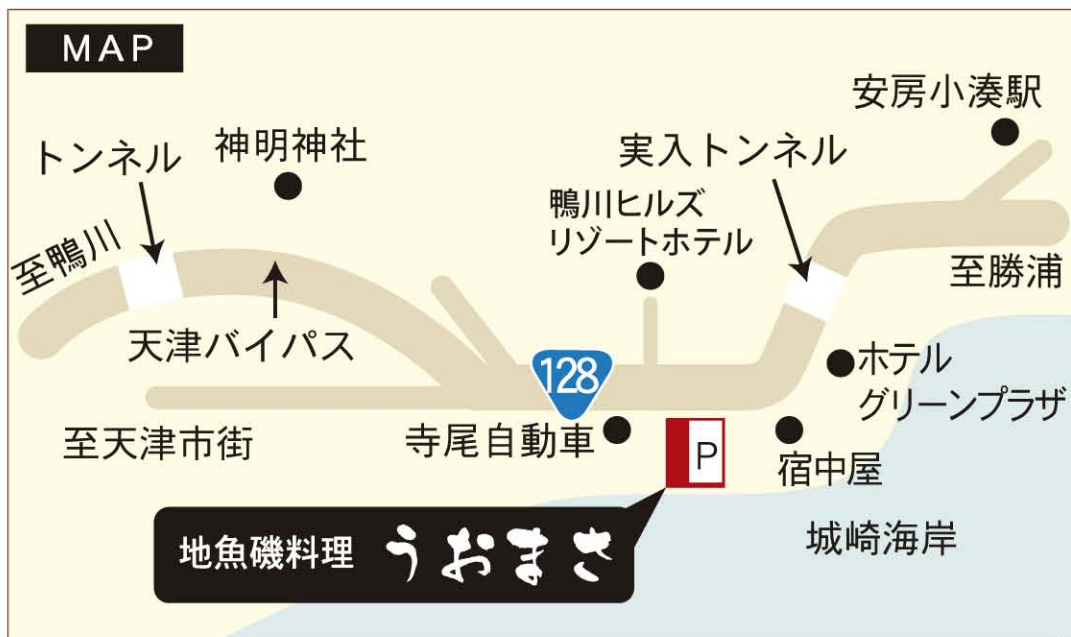 MAP
安房小湊駅
トンネル
神明神社
実入トンネル
鴨川ヒルズ
リゾートホテル
至鴨川
至勝浦
天津バイパス
128
ホテル
グリーンプラザ
至天津市街
寺尾自動車
P
宿中屋
地魚磯料理 うおまさ
城崎海岸